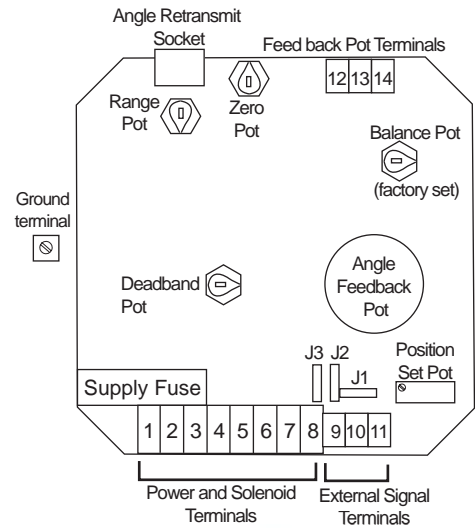 Angle Retransmit
Socket
Feed back Pot Terminals
12 13 14
Range
Pot
Zero
Pot
Balance Pot
(factory set)
Ground
terminal
Angle
Feedback
Pot
Deadband
Pot
J3 J2
J1
Position
Set Pot
Supply Fuse
1 2 3 4 5 6 7 8 9 10 11
Power and Solenoid
Terminals
External Signal
Terminals